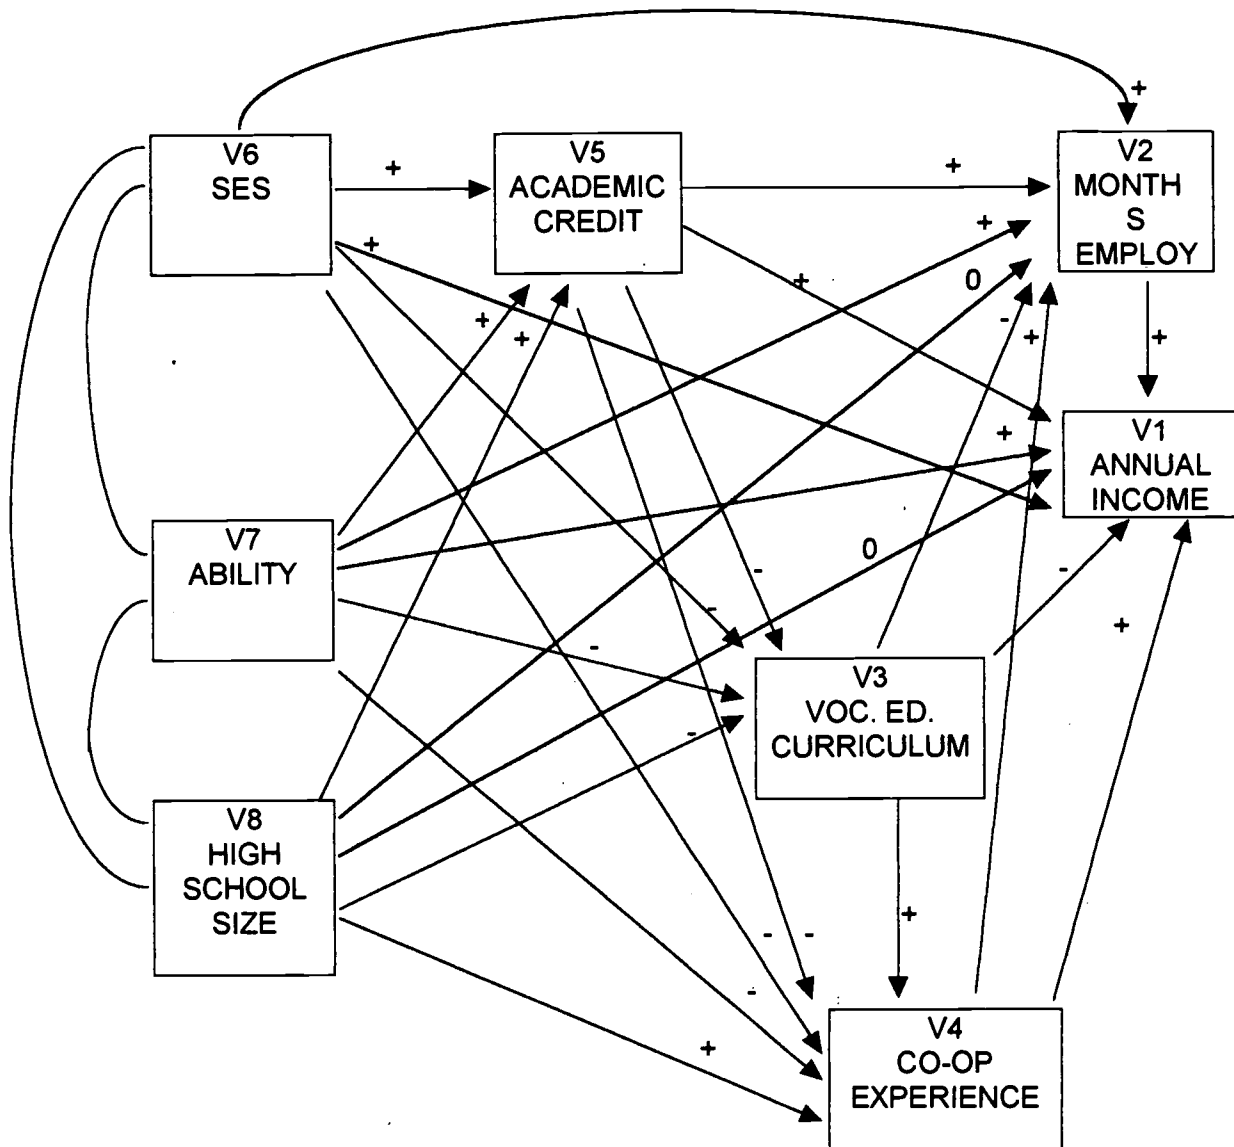 +
V6
SES
+
V5
ACADEMIC
CREDIT
+
V2
MONTH
S
EMPLOY
+
+
0
+
+
+
-
+
+
V1
ANNUAL
INCOME
+
0
V7
ABILITY
-
-
-
-
+
V3
VOC. ED.
CURRICULUM
-
V8
HIGH
SCHOOL
SIZE
+
-
-
-
+
V4
CO-OP
EXPERIENCE